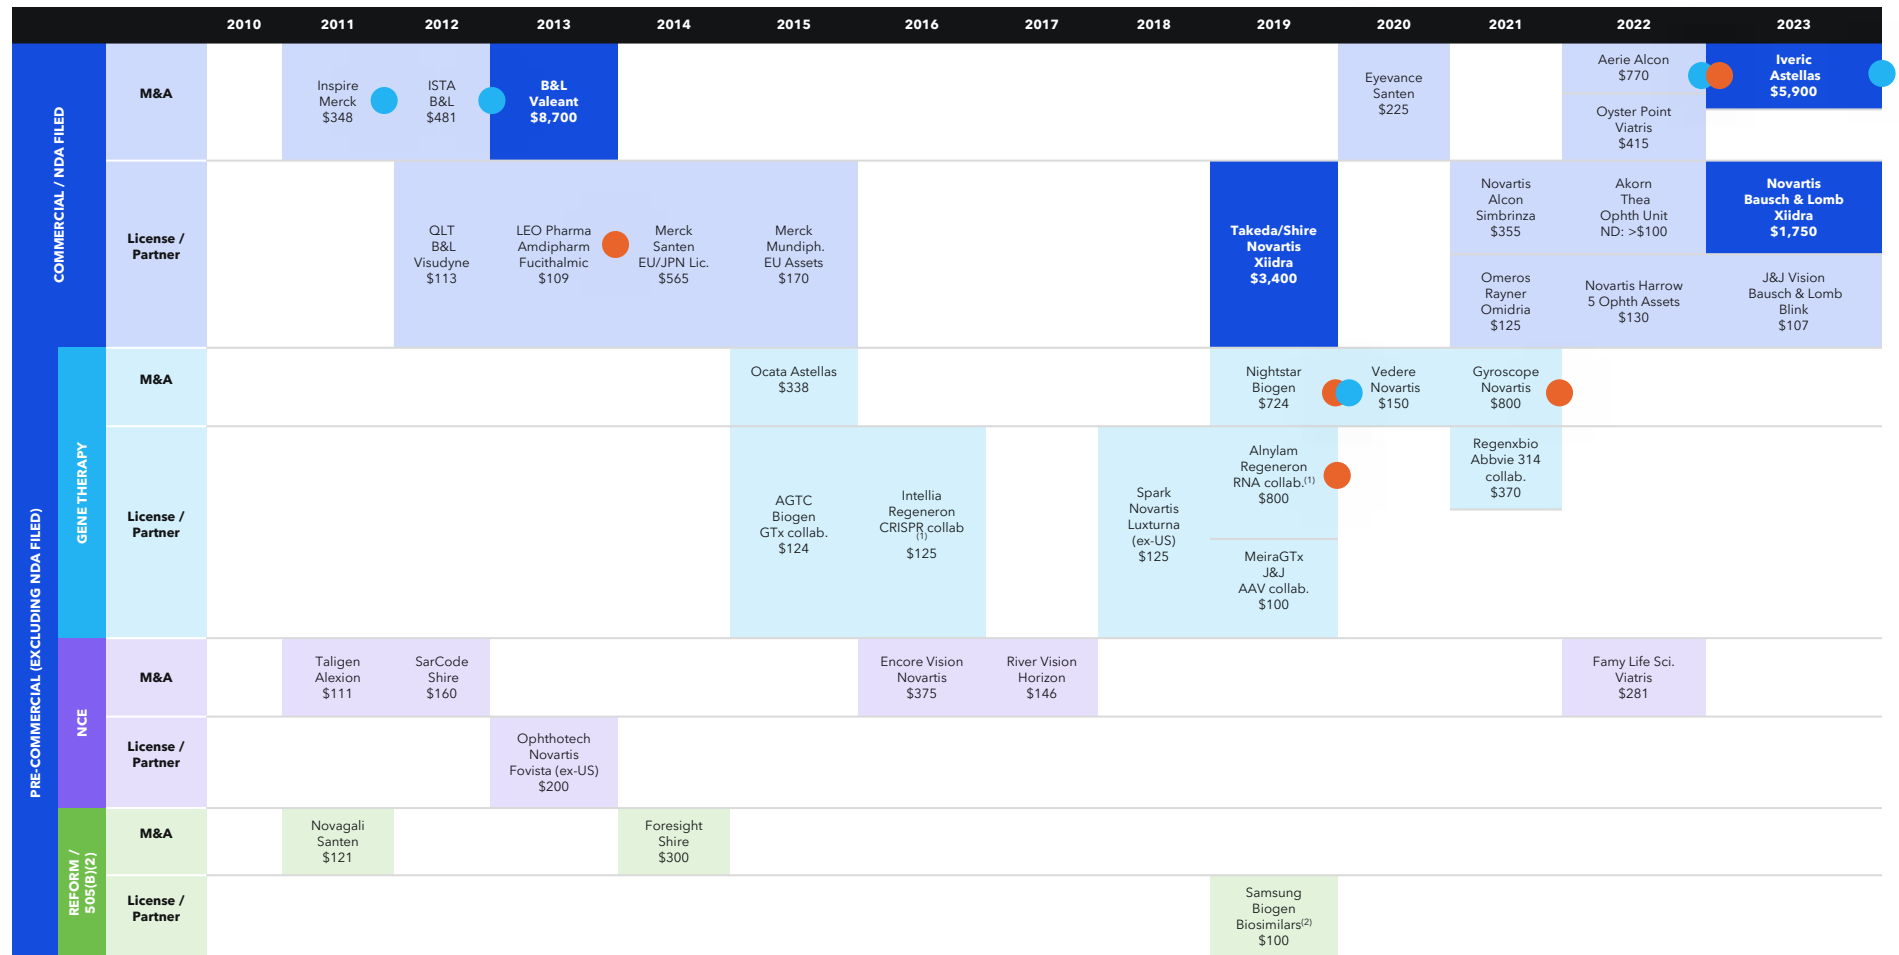 2010 2011 2012 2013 2014 2015 2016 2017 2018 2019 2020 2021 2022 2023
COMMERCIAL / NDA FILED
M&A
Inspire
Merck
$348
ISTA
B&L
$481
B&L
Valeant
$8,700
Eyevance
Santen
$225
Aerie Alcon
$770
Oyster Point
Viatris
$415
Iveric
Astellas
$5,900
License /
Partner
QLT
B&L
Visudyne
$113
LEO Pharma
Amdipharm
Fucithalmic
$109
Merck
Santen
EU/JPN Lic.
$565
Merck
Mundiph.
EU Assets
$170
Takeda/Shire
Novartis
Xiidra
$3,400
Novartis
Alcon
Simbrinza
$355
Omeros
Rayner
Omidria
$125
Akorn
Thea
Ophth Unit
ND: >$100
Novartis Harrow
5 Ophth Assets
$130
Novartis
Bausch & Lomb
Xiidra
$1,750
J&J Vision
Bausch & Lomb
Blink
$107
PRE-COMMERCIAL (EXCLUDING NDA FILED)
GENE THERAPY
M&A
Ocata Astellas
$338
Nightstar
Biogen
$724
Vedere
Novartis
$150
Gyroscope
Novartis
$800
License /
Partner
AGTC
Biogen
GTx collab.
$124
Intellia
Regeneron
CRISPR collab
(1)
$125
Spark
Novartis
Luxturna
(ex-US)
$125
Alnylam
Regeneron
RNA collab.(1)
$800
MeiraGTx
J&J
AAV collab.
$100
Regenxbio
Abbvie 314
collab.
$370
NCE
M&A
Taligen
Alexion
$111
SarCode
Shire
$160
Encore Vision
Novartis
$375
River Vision
Horizon
$146
Famy Life Sci.
Viatris
$281
License /
Partner
Ophthotech
Novartis
Fovista (ex-US)
$200
REFORM /
505(B)(2)
M&A
Novagali
Santen
$121
Foresight
Shire
$300
License /
Partner
Samsung
Biogen
Biosimilars(2)
$100